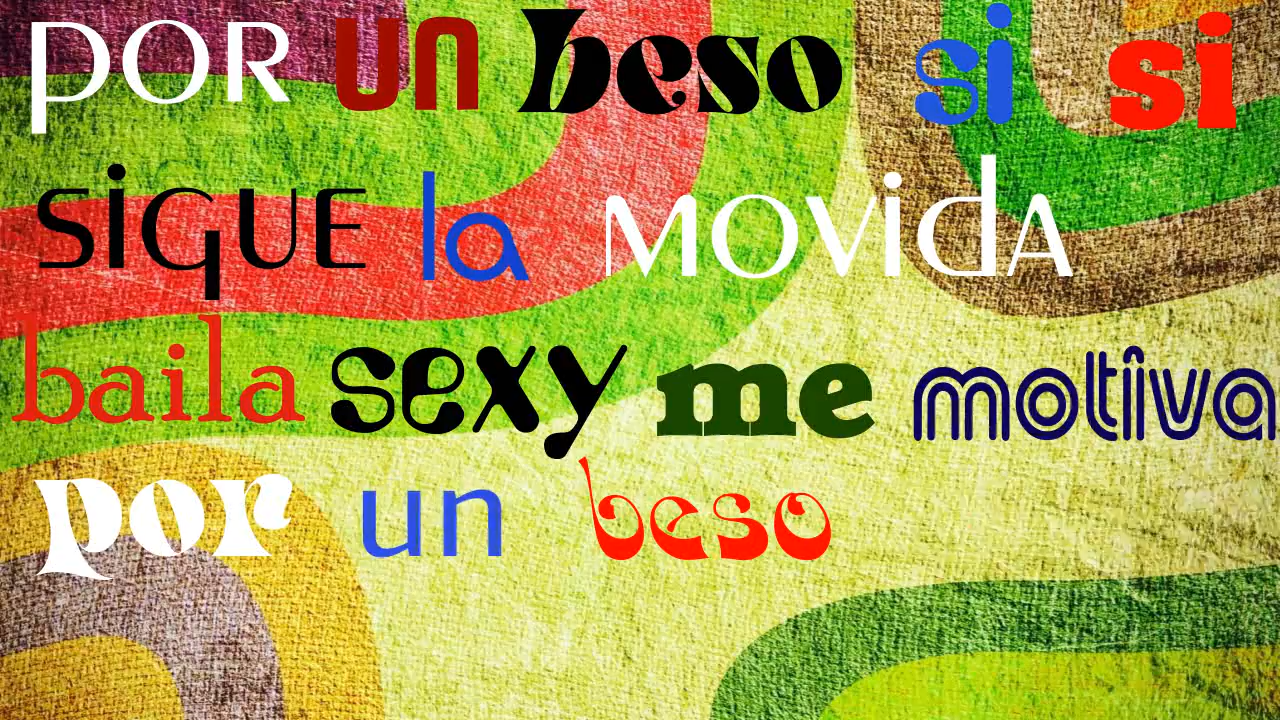 POR un beso si si
SiGUE la MOVidA
baila sexy me motiva
por un beso